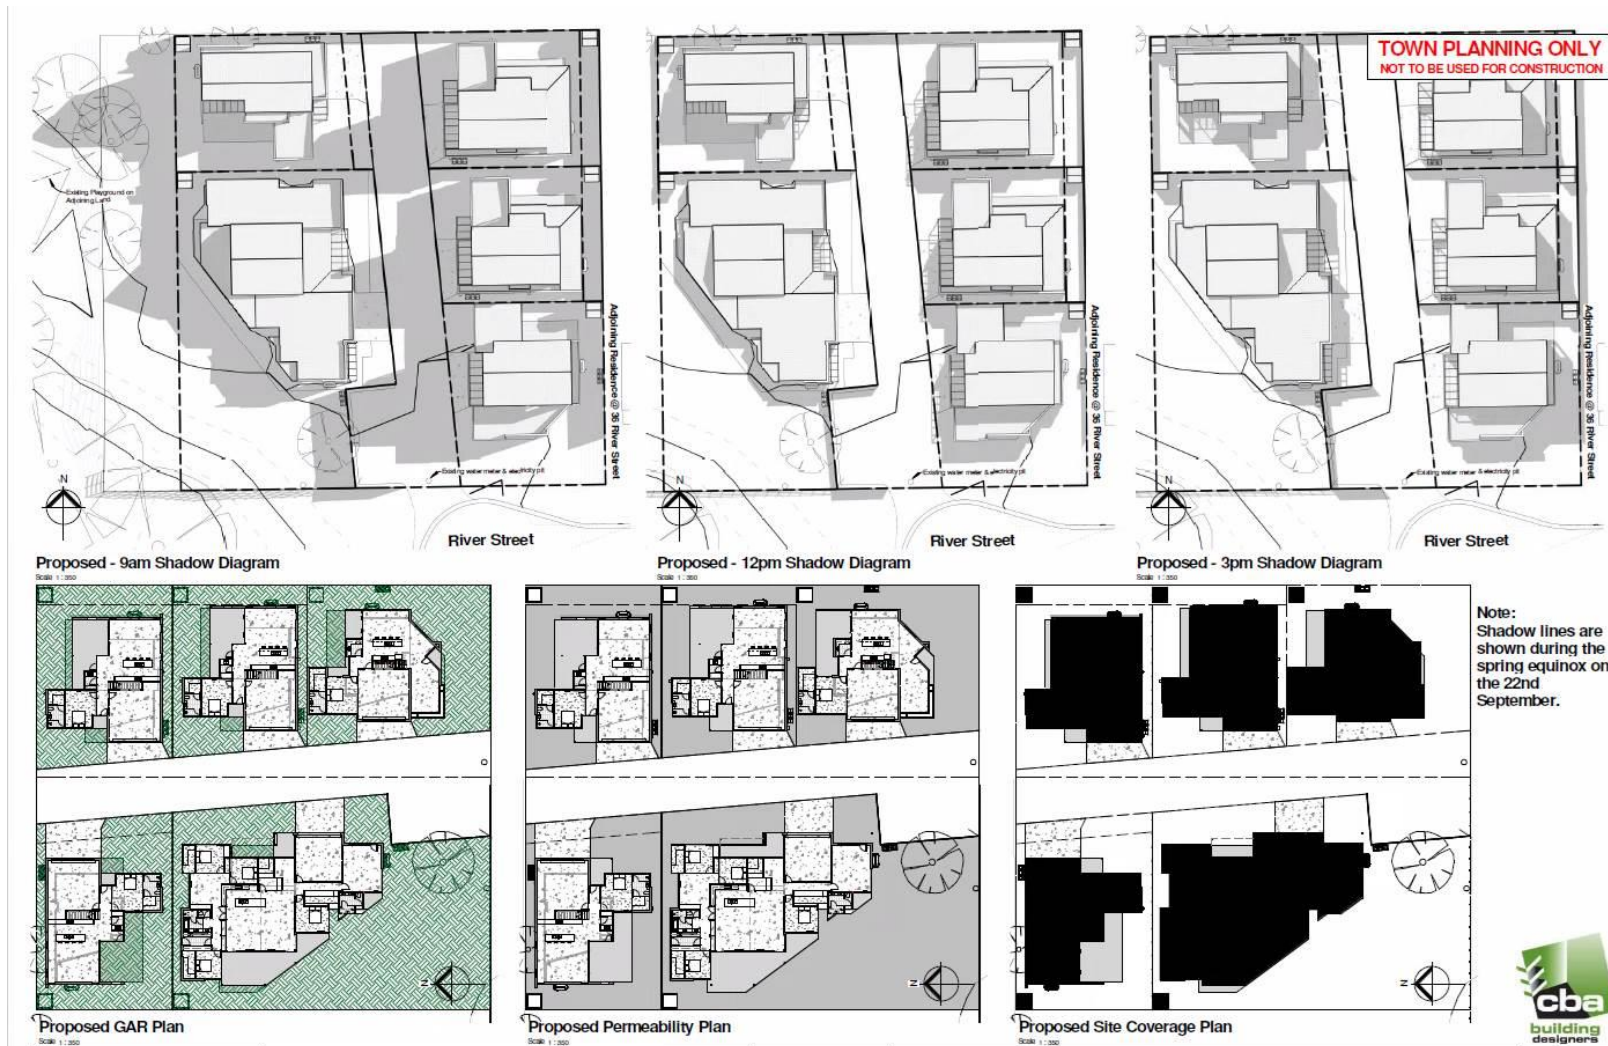 TOWN PLANNING ONLY
NOT TO BE USED FOR CONSTRUCTION
Existing Playground on
Adjoining Land
Adjoining Residence @ 36 River Street
Existing water meter & electricity pit
N
River Street
Proposed - 9am Shadow Diagram
Scale 1 : 350
Adjoining Residence @ 36 River Street
Existing water meter & electricity pit
N
River Street
Proposed - 12pm Shadow Diagram
Scale 1 : 350
Adjoining Residence @ 36 River Street
Existing water meter & electricity pit
N
River Street
Proposed - 3pm Shadow Diagram
Scale 1 : 350
Note:
Shadow lines are
shown during the
spring equinox on
the 22nd
September.
N
Proposed GAR Plan
Scale 1 : 350
N
Proposed Permeability Plan
Scale 1 : 350
N
Proposed Site Coverage Plan
Scale 1 : 350
cba
building
designers